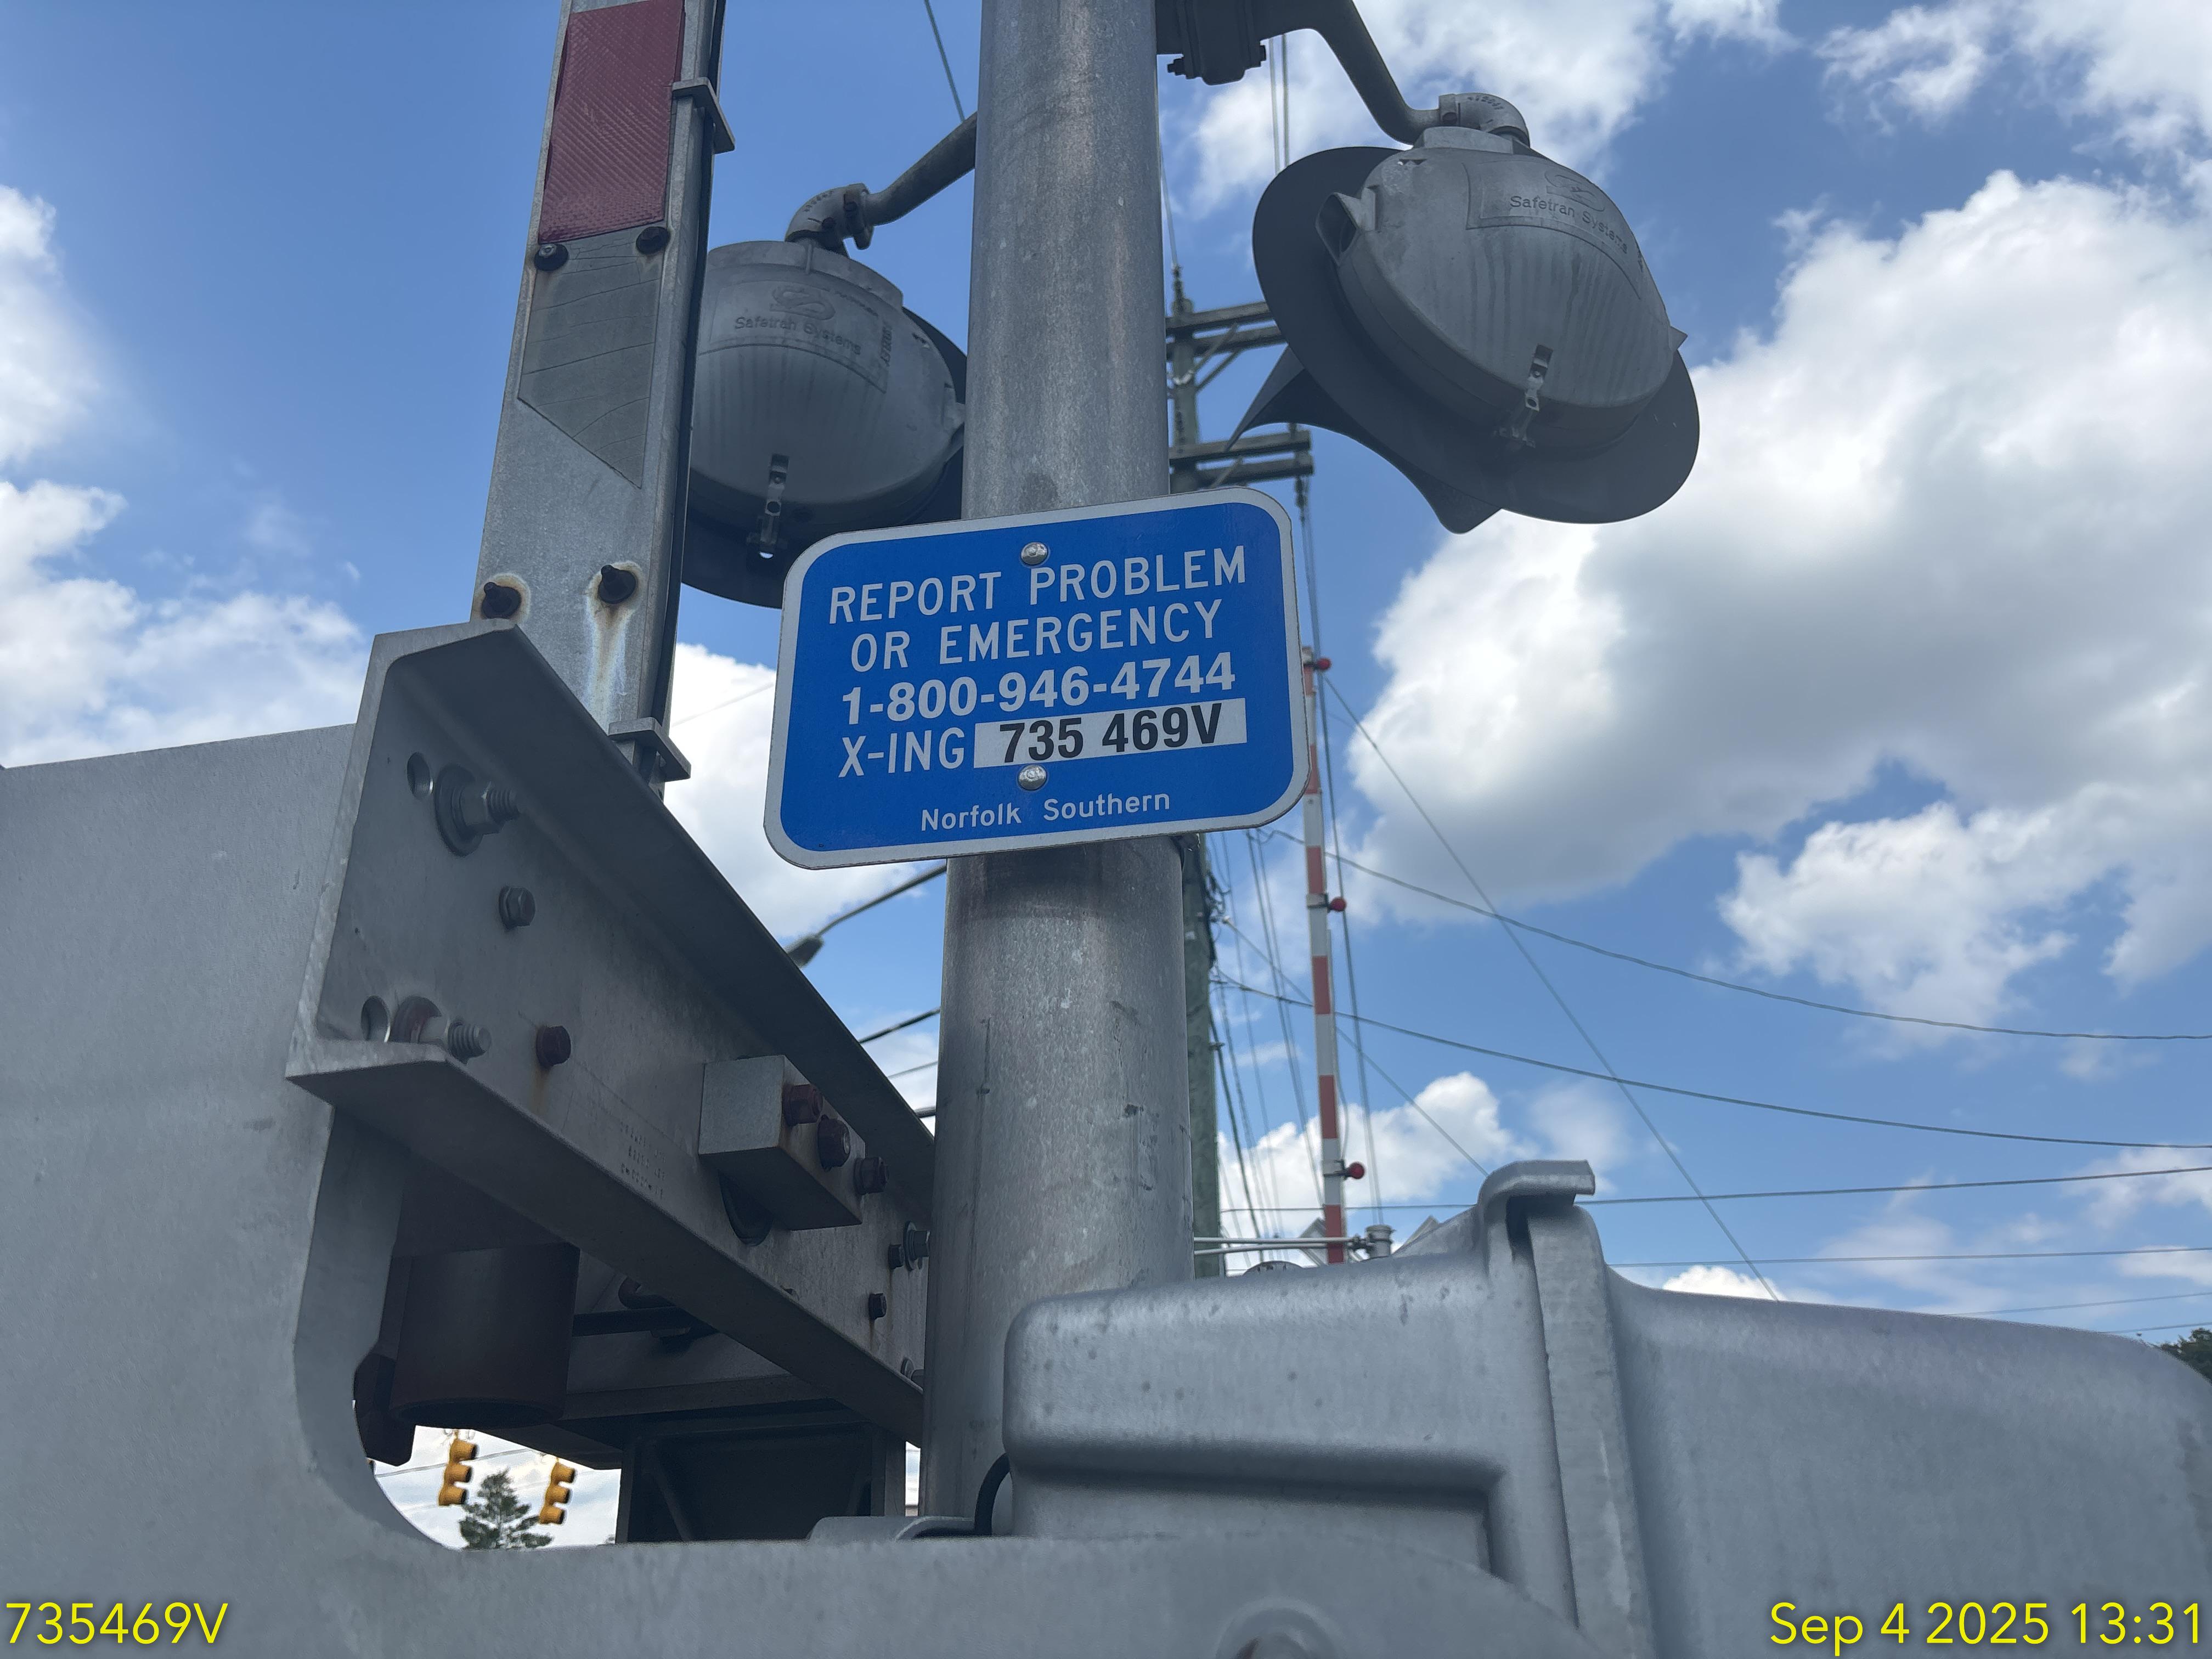 Safetran Systems
Safetran Systems
REPORT PROBLEM
OR EMERGENCY
1-800-946-4744
X-ING 735 469V
Norfolk Southern
735469V
Sep 4 2025 13:31